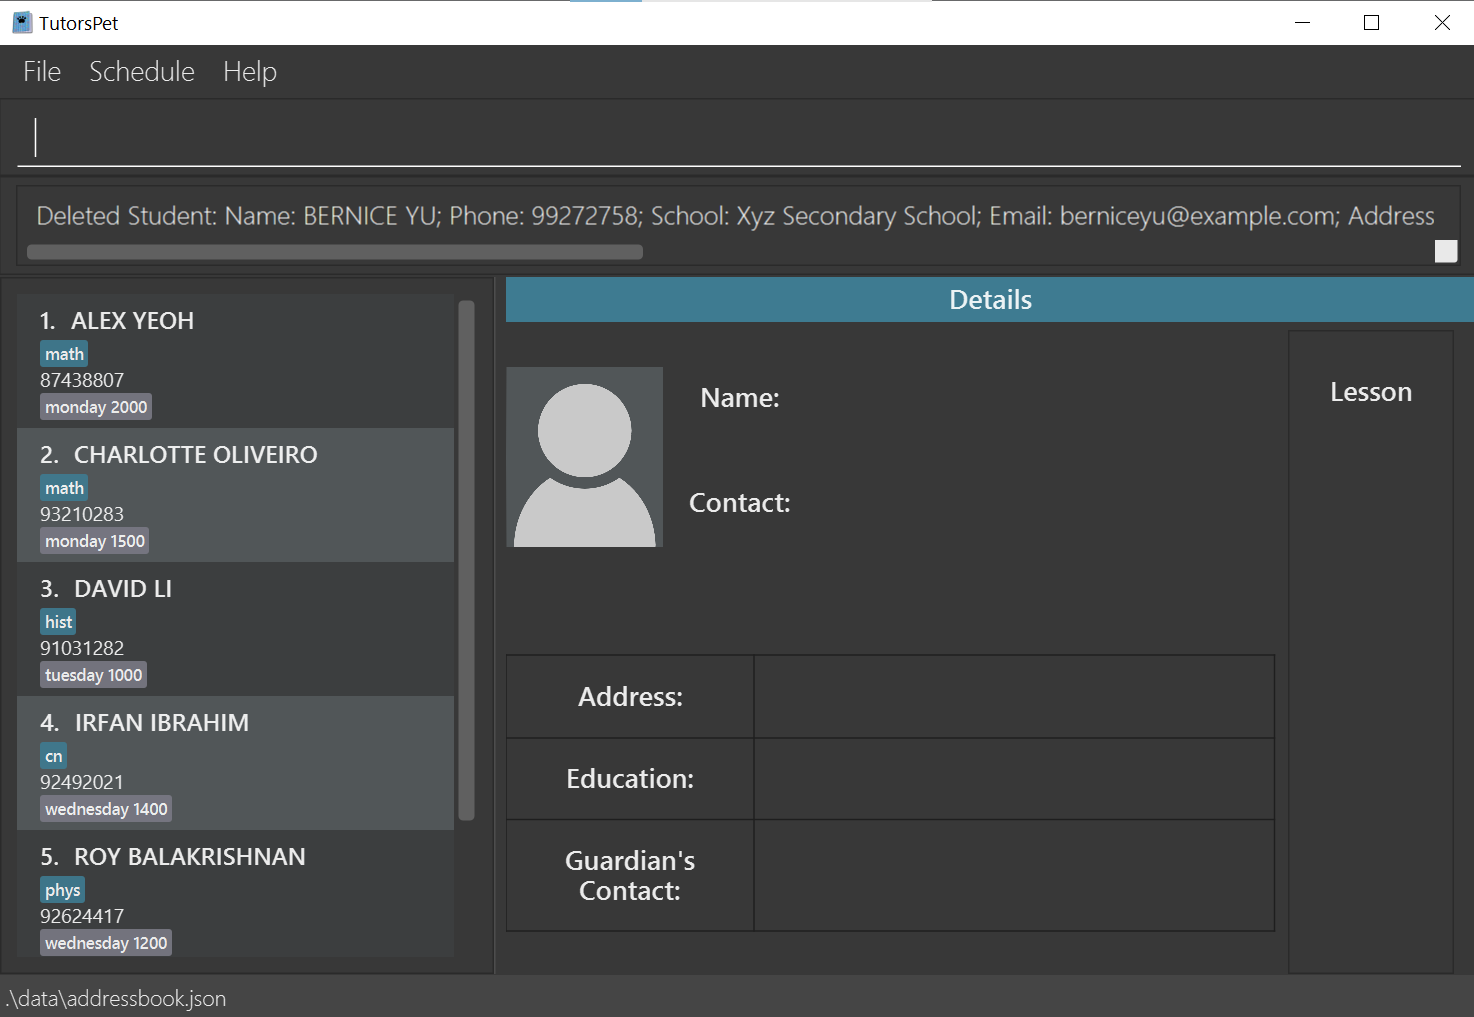 TutorsPet
File Schedule Help
Deleted Student: Name: BERNICE YU; Phone: 99272758; School: Xyz Secondary School; Email: berniceyu@example.com; Address
1. ALEX YEOH
math
87438807
monday 2000
2. CHARLOTTE OLIVEIRO
math
93210283
monday 1500
3. DAVID LI
hist
91031282
tuesday 1000
4. IRFAN IBRAHIM
cn
92492021
wednesday 1400
5. ROY BALAKRISHNAN
phys
92624417
wednesday 1200
Details
Name:
Contact:
Address:
Education:
Guardian's
Contact:
Lesson
.\data\addressbook.json